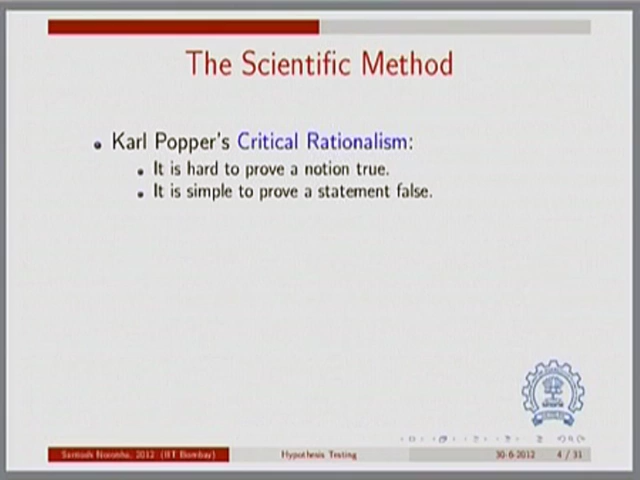 The Scientific Method
Karl Popper's Critical Rationalism:
It is hard to prove a notion true.
It is simple to prove a statement false.
Santosh Noronha, 2012 (IIT Bombay)
Hypothesis Testing
30-6-2012
4 / 31